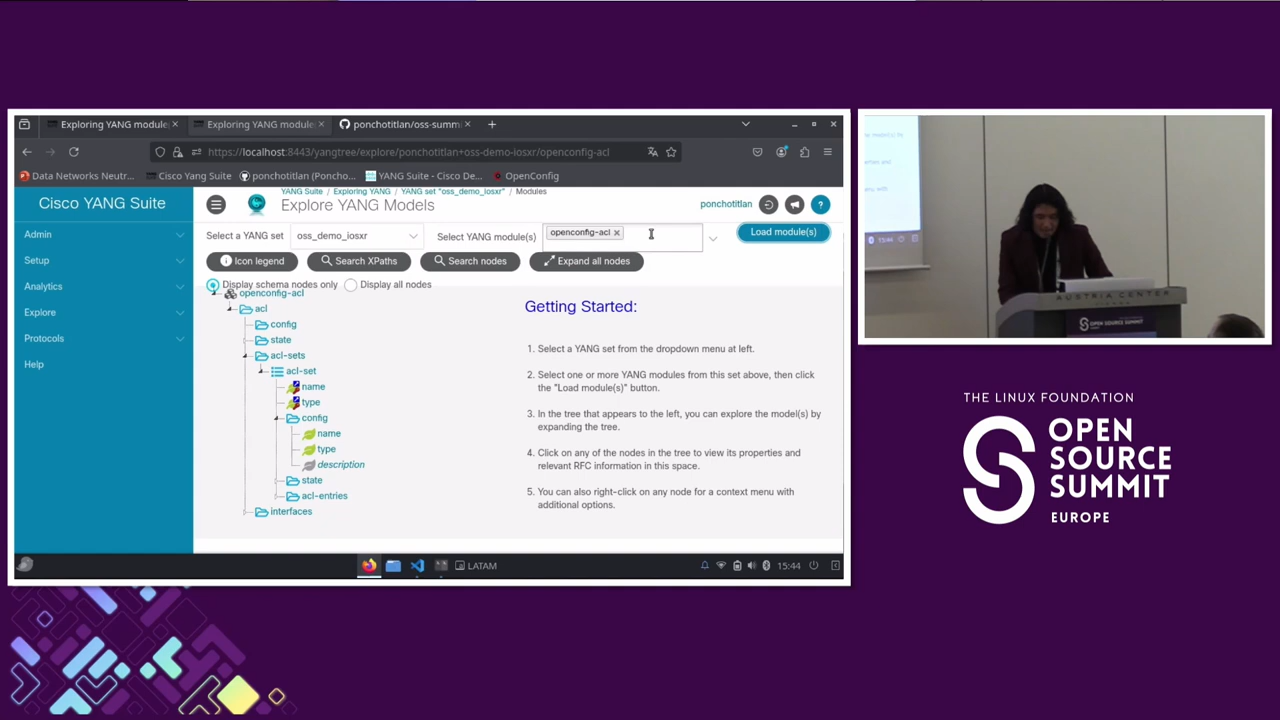 Exploring YANG module
Exploring YANG module
ponchotitlan/oss-summ
https://localhost:8443/yangtree/explore/ponchotitlan+oss-demo-iosxr/openconfig-acl
Data Networks Neutr...
Cisco Yang Suite
ponchotitlan (Poncho...
YANG Suite - Cisco De...
OpenConfig
Cisco YANG Suite
Admin
Setup
Analytics
Explore
Protocols
Help
YANG Suite / Exploring YANG / YANG set "oss_demo_iosxr" / Modules
Explore YANG Models
ponchotitlan
Select a YANG set
oss_demo_iosxr
Select YANG module(s)
openconfig-acl
Load module(s)
Icon legend
Search XPaths
Search nodes
Expand all nodes
Display schema nodes only
Display all nodes
openconfig-acl
acl
config
state
acl-sets
acl-set
name
type
config
name
type
description
state
acl-entries
interfaces
Getting Started:
1. Select a YANG set from the dropdown menu at left.
2. Select one or more YANG modules from this set above, then click
the "Load module(s)" button.
3. In the tree that appears to the left, you can explore the model(s) by
expanding the tree.
4. Click on any of the nodes in the tree to view its properties and
relevant RFC information in this space.
5. You can also right-click on any node for a context menu with
additional options.
LATAM
15:44
AUSTRIA CENTER
OPEN SOURCE SUMMIT
THE LINUX FOUNDATION
OPEN
SOURCE
SUMMIT
EUROPE